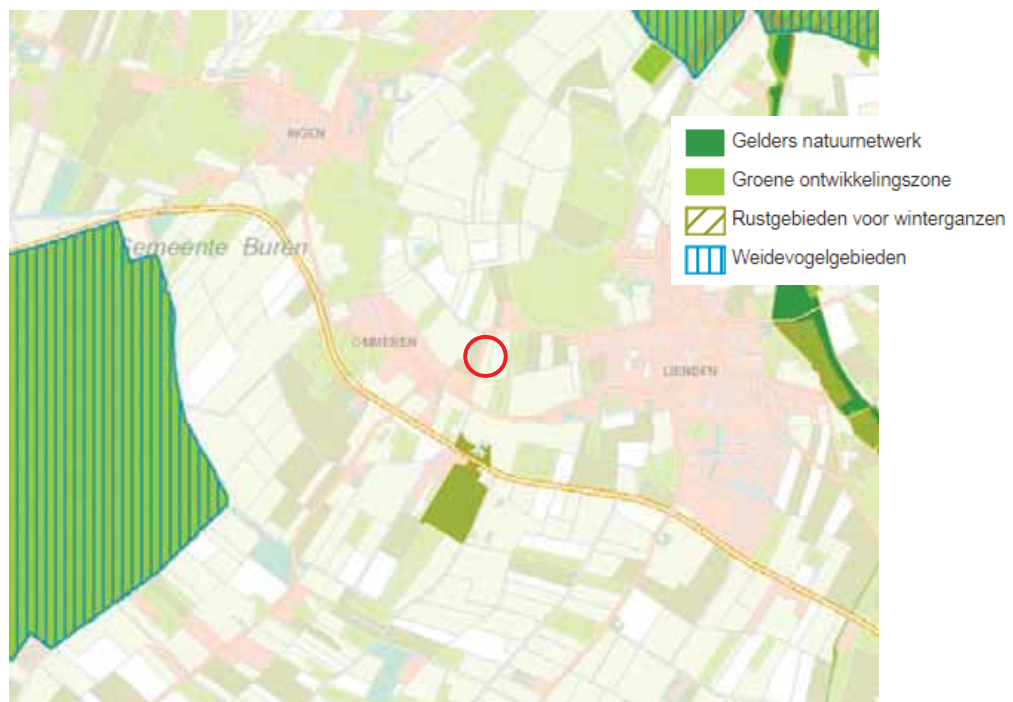 INGEN
Gemeente Buren
OMMEREN
LIENDEN
Gelders natuurnetwerk
Groene ontwikkelingszone
Rustgebieden voor winterganzen
Weidevogelgebieden